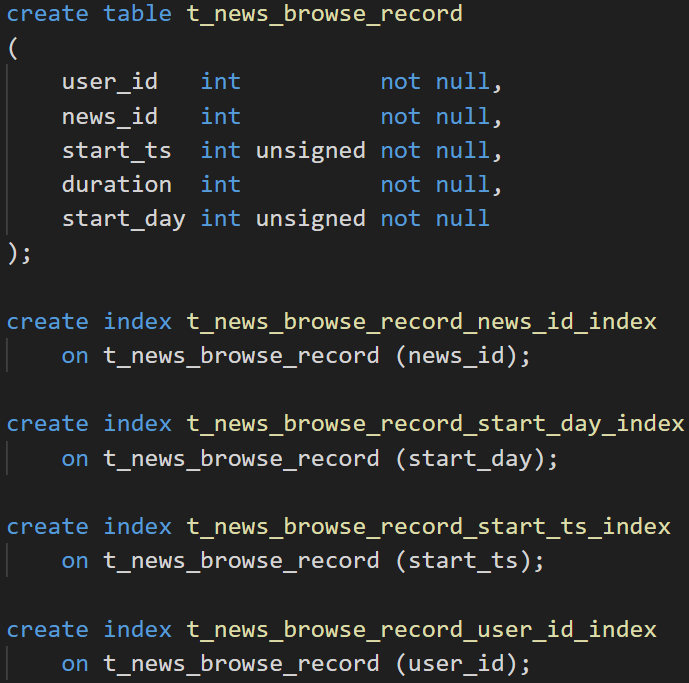 create table t_news_browse_record
(
    user_id   int          not null,
    news_id   int          not null,
    start_ts  int unsigned not null,
    duration  int          not null,
    start_day int unsigned not null
);
create index t_news_browse_record_news_id_index
    on t_news_browse_record (news_id);
create index t_news_browse_record_start_day_index
    on t_news_browse_record (start_day);
create index t_news_browse_record_start_ts_index
    on t_news_browse_record (start_ts);
create index t_news_browse_record_user_id_index
    on t_news_browse_record (user_id);